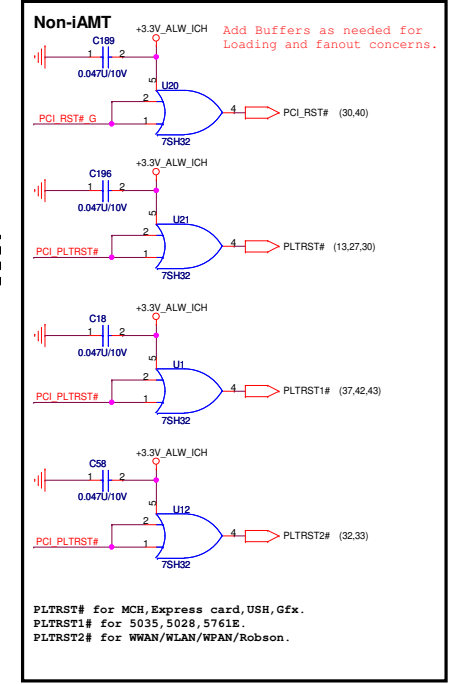 Non-iAMT
+3.3V_ALW_ICH
Add Buffers as needed for
Loading and fanout concerns.
C189
1 2
0.047U/10V
5
U20
2
PCI_RST#_G
1
4
PCI_RST# (30,40)
7SH32
+3.3V_ALW_ICH
C196
1 2
0.047U/10V
5
U21
2
PCI_PLTRST#
1
4
PLTRST# (13,27,30)
7SH32
+3.3V_ALW_ICH
C18
1 2
0.047U/10V
5
U1
2
PCI_PLTRST#
1
4
PLTRST1# (37,42,43)
7SH32
+3.3V_ALW_ICH
C58
1 2
0.047U/10V
5
U12
2
PCI_PLTRST#
1
4
PLTRST2# (32,33)
7SH32
PLTRST# for MCH,Express card,USH,Gfx.
PLTRST1# for 5035,5028,5761E.
PLTRST2# for WWAN/WLAN/WPAN/Robson.